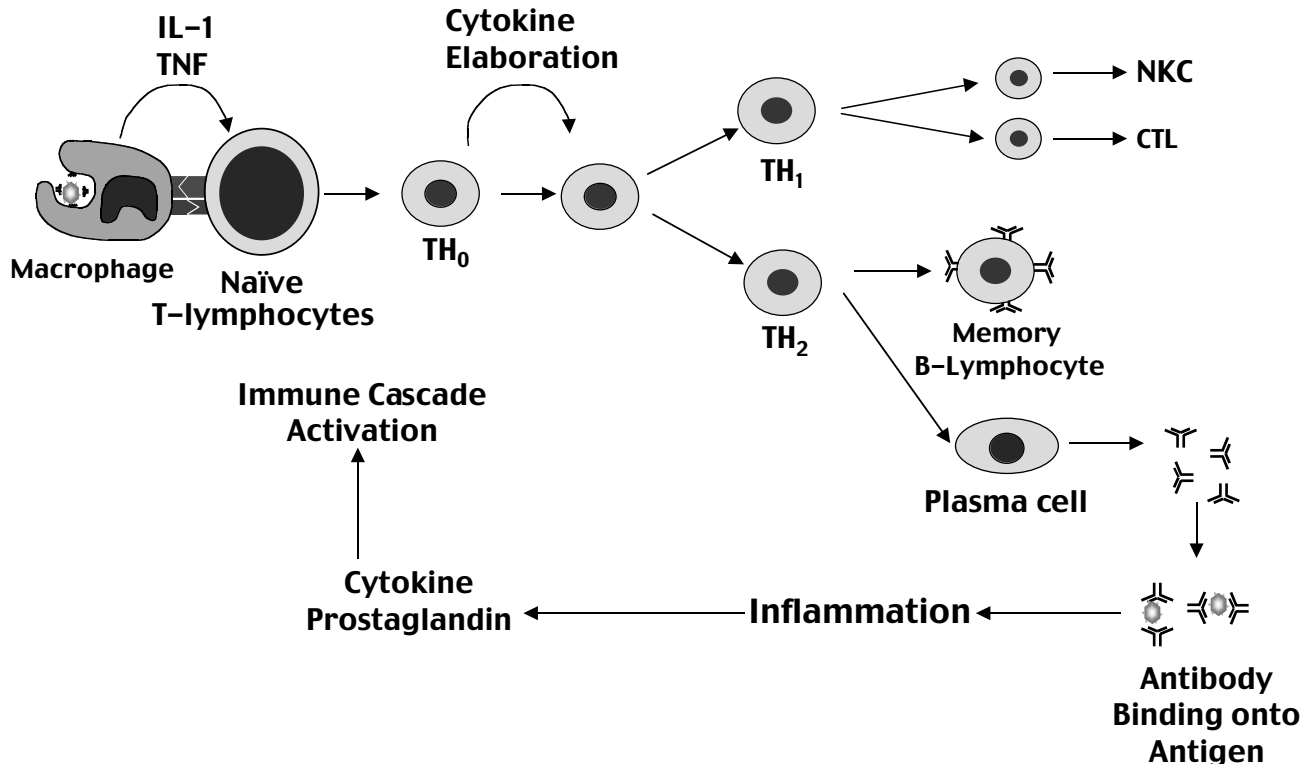 IL-1
TNF
Cytokine
Elaboration
NKC
CTL
TH₁
Macrophage
Naïve
T-lymphocytes
TH₀
TH₂
Memory
B-Lymphocyte
Immune Cascade
Activation
Plasma cell
Cytokine
Prostaglandin
Inflammation
Antibody
Binding onto
Antigen